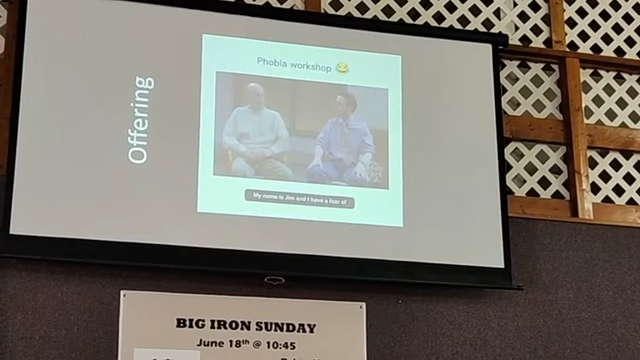 Offering
Phobia workshop 😂
My name is Jim and I have a fear of
BIG IRON SUNDAY
June 18th @ 10:45